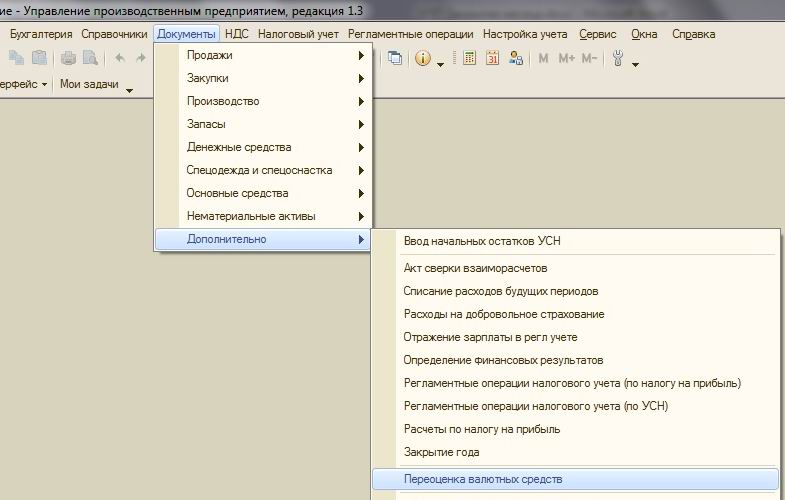 ие - Управление производственным предприятием, редакция 1.3
Бухгалтерия Справочники Документы НДС Налоговый учет Регламентные операции Настройка учета Сервис Окна Справка
M M+ M-
ерфейс Мои задачи
Продажи
Закупки
Производство
Запасы
Денежные средства
Спецодежда и спецоснастка
Основные средства
Нематериальные активы
Дополнительно
Ввод начальных остатков УСН
Акт сверки взаиморасчетов
Списание расходов будущих периодов
Расходы на добровольное страхование
Отражение зарплаты в регл учете
Определение финансовых результатов
Регламентные операции налогового учета (по налогу на прибыль)
Регламентные операции налогового учета (по УСН)
Расчеты по налогу на прибыль
Закрытие года
Переоценка валютных средств